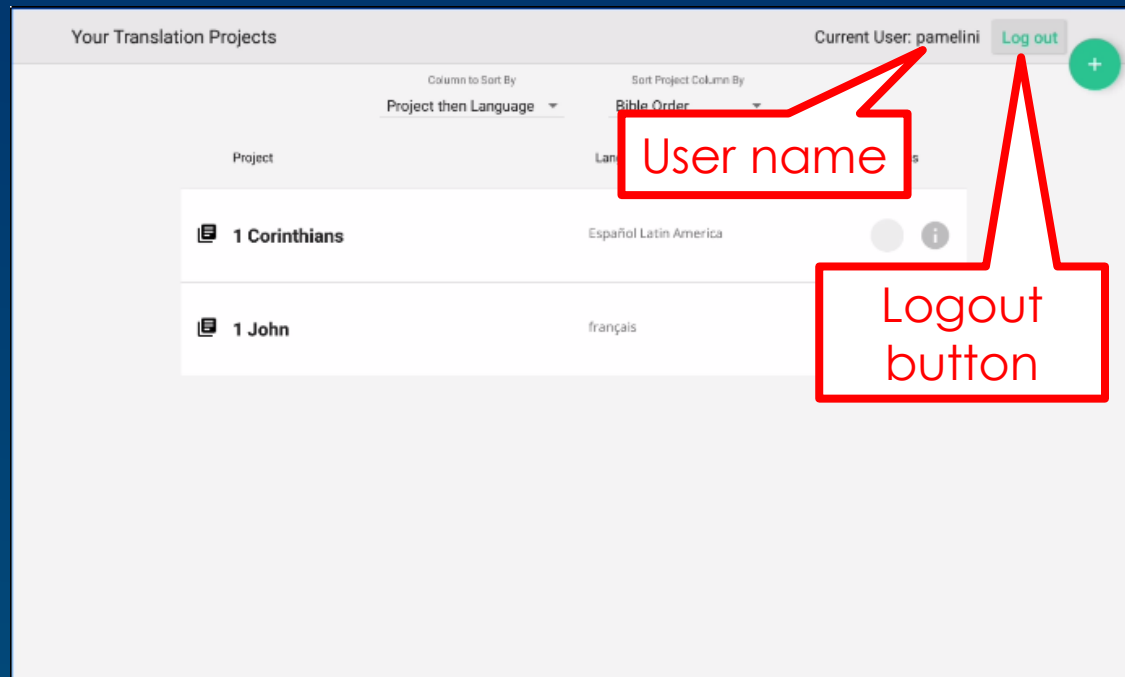 Your Translation Projects
Current User: pamelini
Log out
+
Column to Sort By
Sort Project Column By
Project then Language
Bible Order
User name
Project
1 Corinthians
Español Latin America
Logout
button
1 John
français